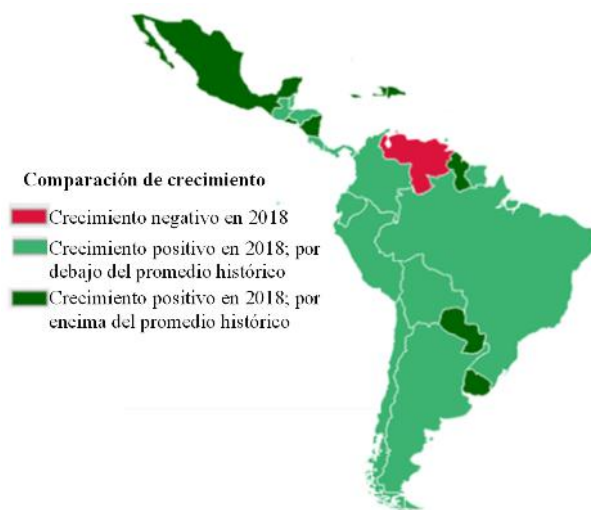 Comparación de crecimiento
Crecimiento negativo en 2018
Crecimiento positivo en 2018; por
debajo del promedio histórico
Crecimiento positivo en 2018; por
encima del promedio histórico